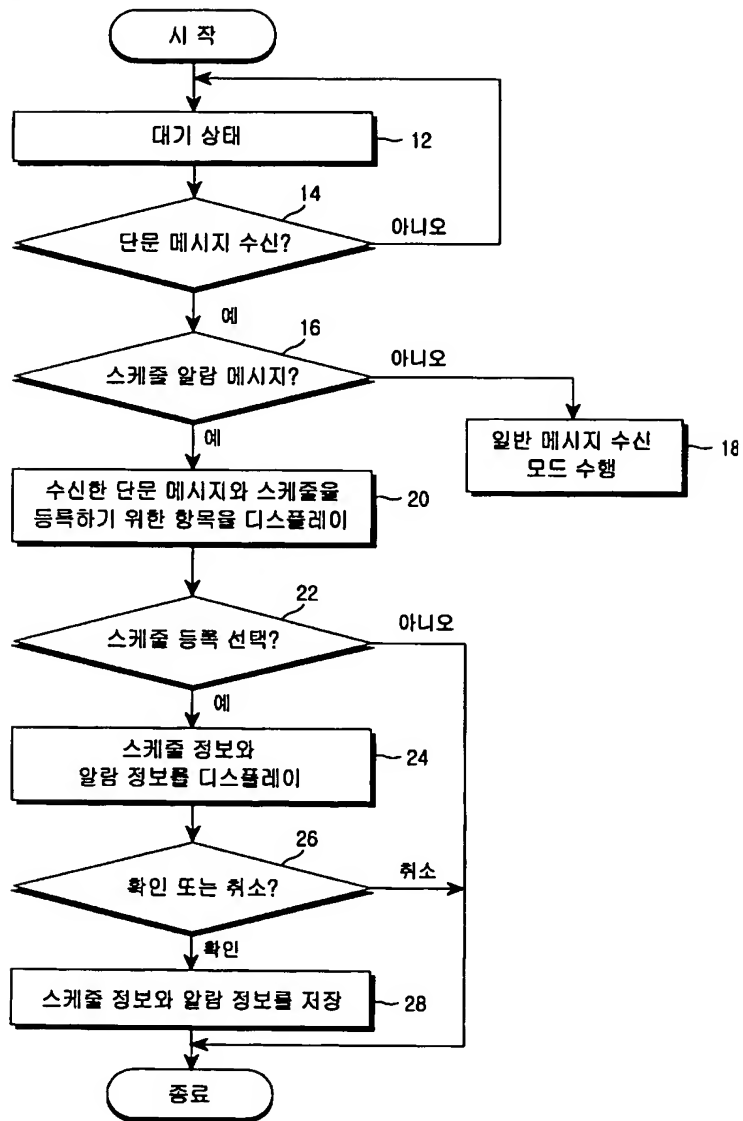 시 작
대기 상태
12
14
단문 메시지 수신?
아니오
예
16
스케줄 알람 메시지?
아니오
예
일반 메시지 수신
모드 수행
18
수신한 단문 메시지와 스케줄을
등록하기 위한 항목을 디스플레이
20
22
스케줄 등록 선택?
아니오
예
스케줄 정보와
알람 정보를 디스플레이
24
26
확인 또는 취소?
취소
확인
스케줄 정보와 알람 정보를 저장
28
종료